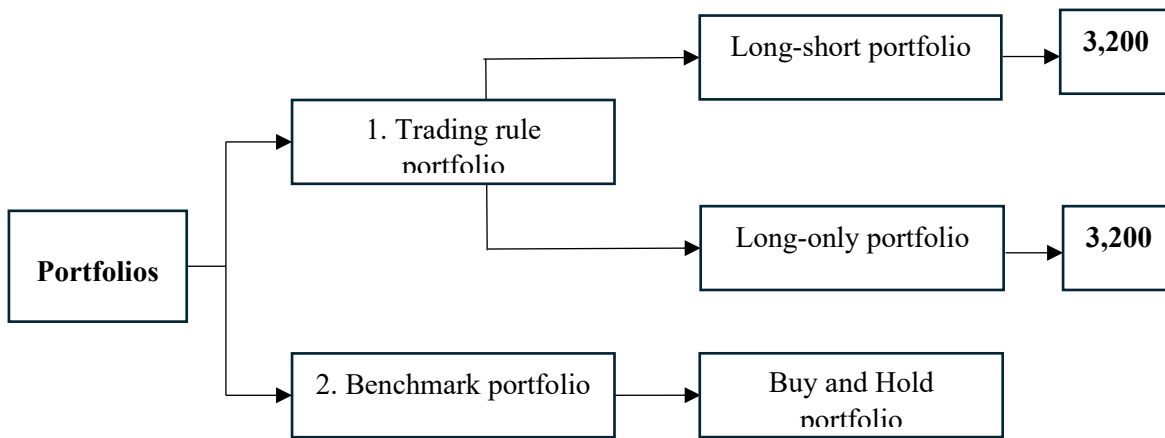 Long-short portfolio
3,200
1. Trading rule
portfolio
Long-only portfolio
3,200
Portfolios
2. Benchmark portfolio
Buy and Hold
portfolio